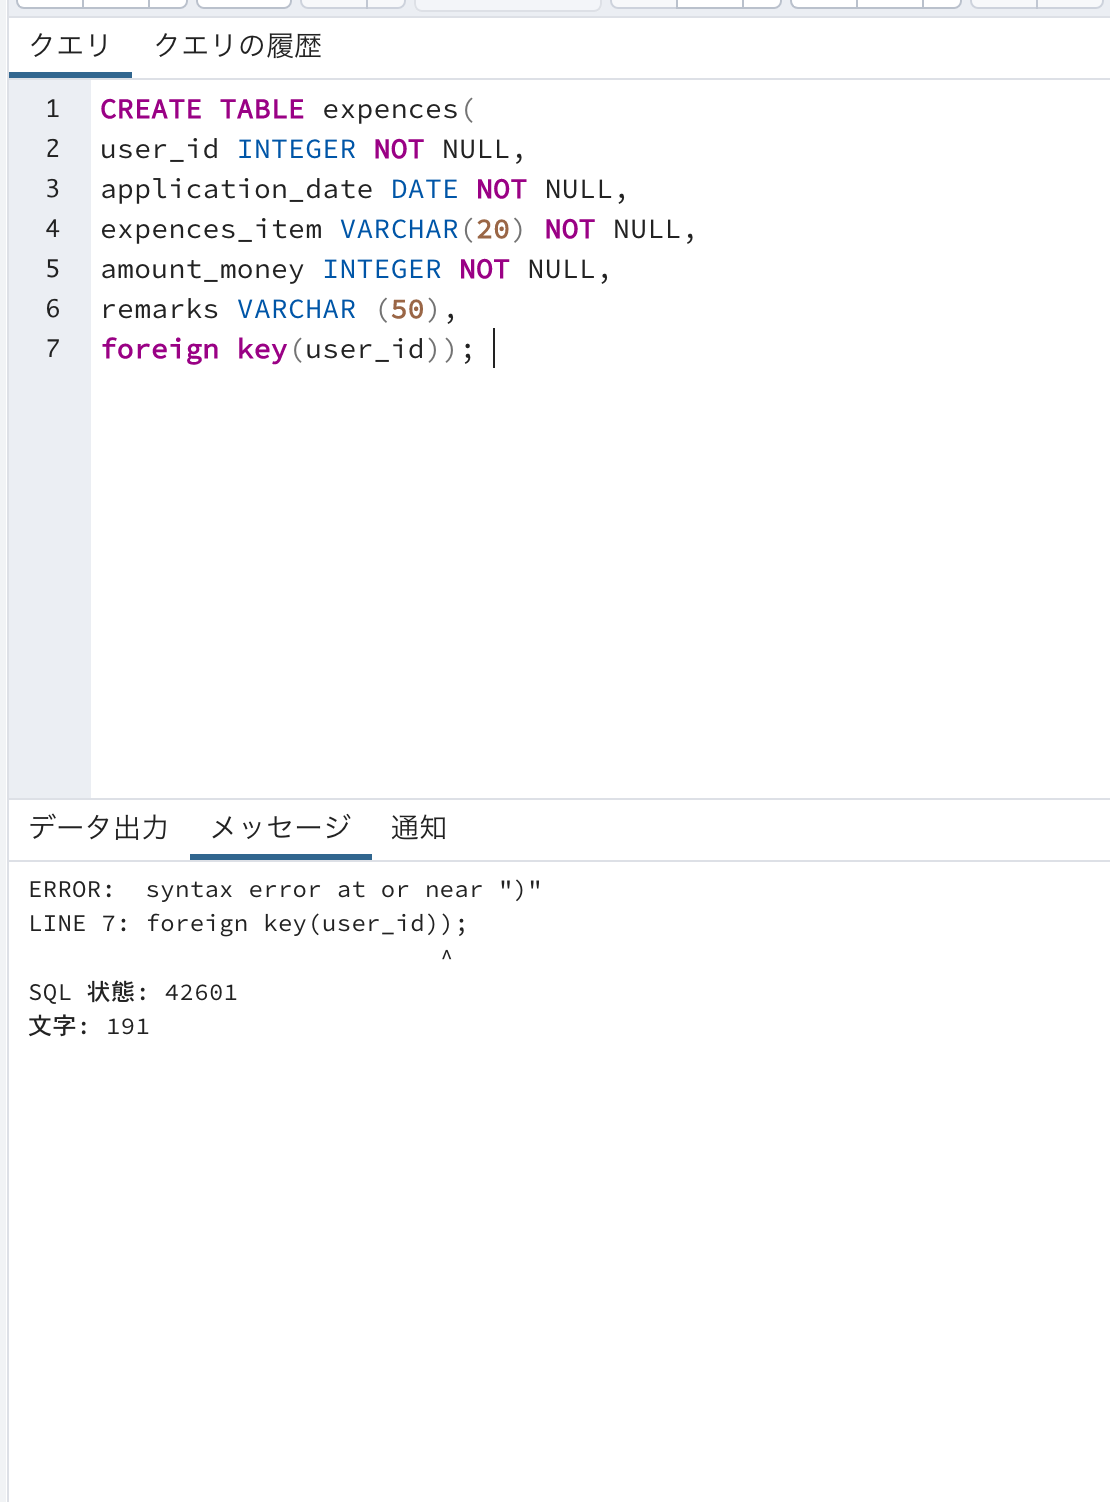 クエリ クエリの履歴
1 CREATE TABLE expences(
2 user_id INTEGER NOT NULL,
3 application_date DATE NOT NULL,
4 expences_item VARCHAR(20) NOT NULL,
5 amount_money INTEGER NOT NULL,
6 remarks VARCHAR (50),
7 foreign key(user_id));
データ出力 メッセージ 通知
ERROR:  syntax error at or near ")"
LINE 7: foreign key(user_id));
^
SQL 状態: 42601
文字: 191